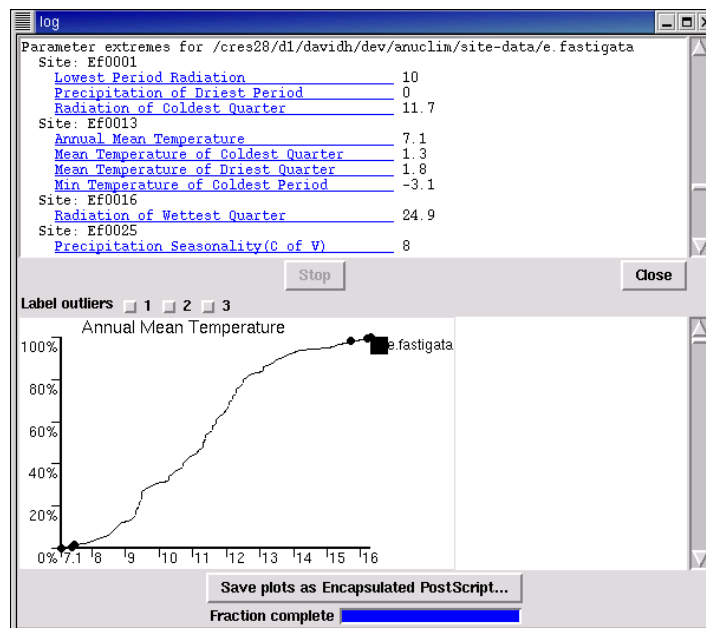 log
Parameter extremes for /cres28/d1/davidh/dev/anuclim/site-data/e.fastigata
Site: Ef0001
Lowest Period Radiation 10
Precipitation of Driest Period 0
Radiation of Coldest Quarter 11.7
Site: Ef0013
Annual Mean Temperature 7.1
Mean Temperature of Coldest Quarter 1.3
Mean Temperature of Driest Quarter 1.8
Min Temperature of Coldest Period -3.1
Site: Ef0016
Radiation of Wettest Quarter 24.9
Site: Ef0025
Precipitation Seasonality(C of V) 8
Stop Close
Label outliers 1 2 3
Annual Mean Temperature
100%
e.fastigata
80%
60%
40%
20%
0% 7.1 8 9 10 11 12 13 14 15 16
Save plots as Encapsulated PostScript...
Fraction complete